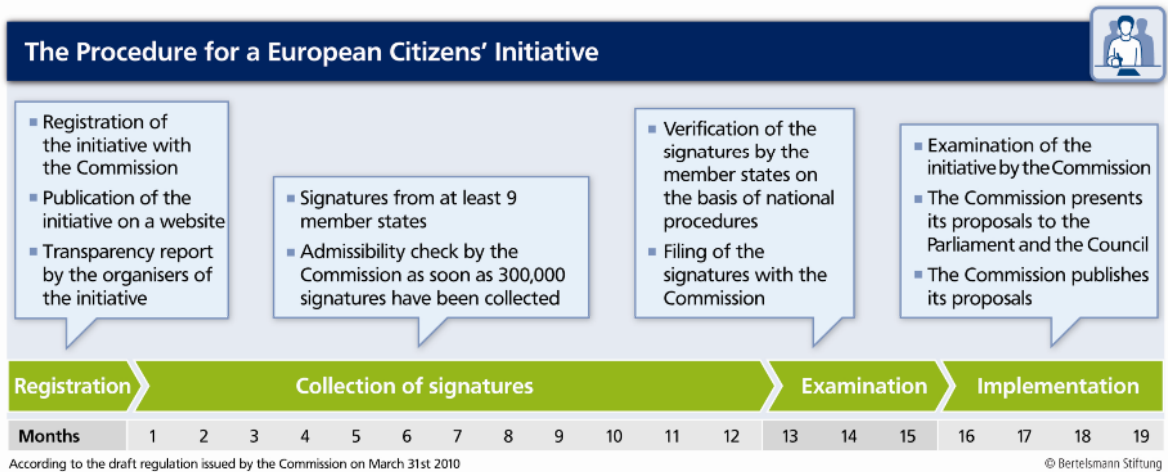 The Procedure for a European Citizens' Initiative
▪ Registration of
the initiative with
the Commission
▪ Publication of the
initiative on a website
▪ Transparency report
by the organisers of
the initiative
▪ Signatures from at least 9
member states
▪ Admissibility check by the
Commission as soon as 300,000
signatures have been collected
▪ Verification of the
signatures by the
member states on
the basis of national
procedures
▪ Filing of the
signatures with the
Commission
▪ Examination of the
initiative by the Commission
▪ The Commission presents
its proposals to the
Parliament and the Council
▪ The Commission publishes
its proposals
Registration Collection of signatures Examination Implementation
Months 1 2 3 4 5 6 7 8 9 10 11 12 13 14 15 16 17 18 19
According to the draft regulation issued by the Commission on March 31st 2010 © Bertelsmann Stiftung